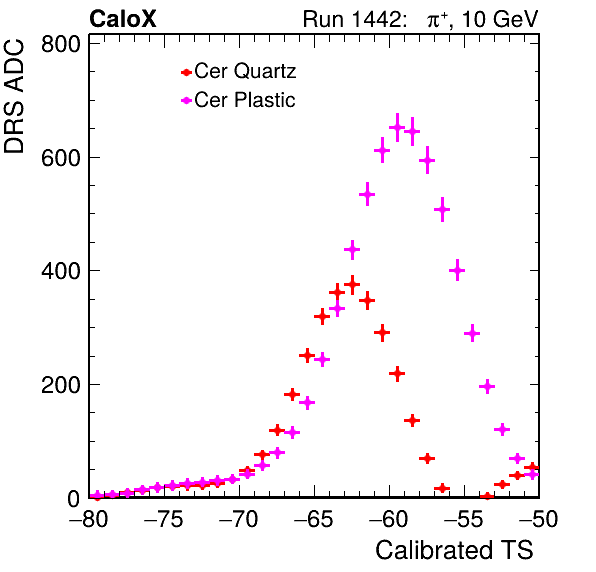 CaloX Run 1442: π⁺, 10 GeV
DRS ADC
Cer Quartz
Cer Plastic
800
600
400
200
0
−80 −75 −70 −65 −60 −55 −50
Calibrated TS